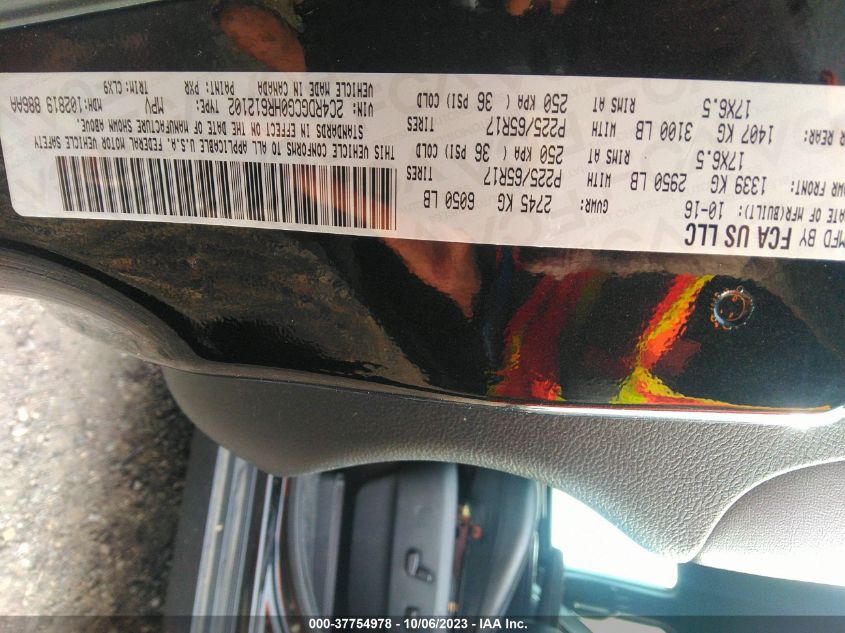 MFD BY FCA US LLC
ATE OF MFR(BUILT): 10-16 GVWR: 2745 KG 6050 LB
WR FRONT: 1339 KG 2950 LB WITH P225/65R17 TIRES
17X6.5 RIMS AT 250 KPA ( 36 PSI) COLD
R REAR: 1407 KG 3100 LB WITH P225/65R17 TIRES
17X6.5 RIMS AT 250 KPA ( 36 PSI) COLD
THIS VEHICLE CONFORMS TO ALL APPLICABLE U.S.A. FEDERAL MOTOR VEHICLE SAFETY
STANDARDS IN EFFECT ON THE DATE OF MANUFACTURE SHOWN ABOVE.
VIN: 2C4RDGCG0HR612102 TYPE: MPV MDH:102819 886AA
VEHICLE MADE IN CANADA PAINT: PXR TRIM: CLX9
000-37754978 - 10/06/2023 - IAA Inc.